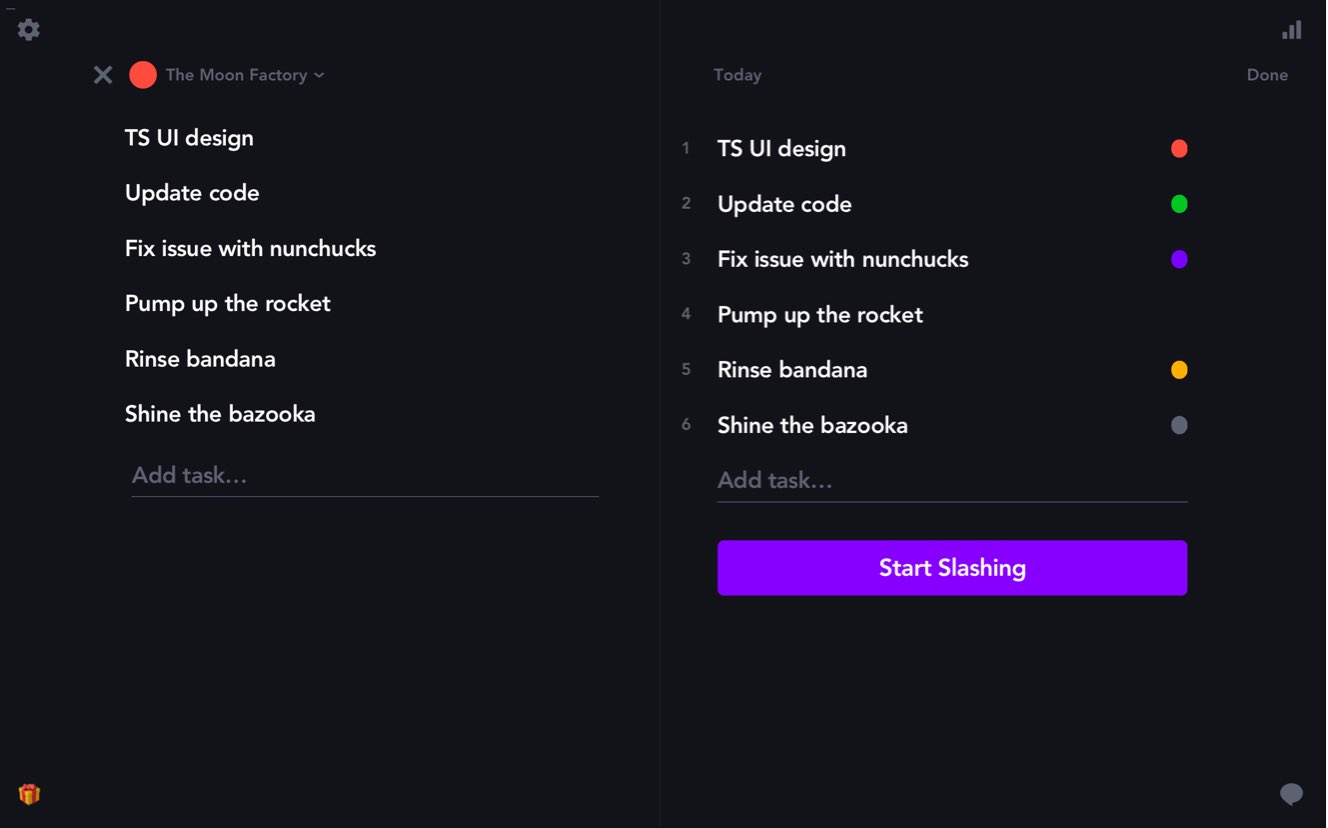 The Moon Factory
TS UI design
Update code
Fix issue with nunchucks
Pump up the rocket
Rinse bandana
Shine the bazooka
Add task…
Today
Done
1 TS UI design
2 Update code
3 Fix issue with nunchucks
4 Pump up the rocket
5 Rinse bandana
6 Shine the bazooka
Add task…
Start Slashing